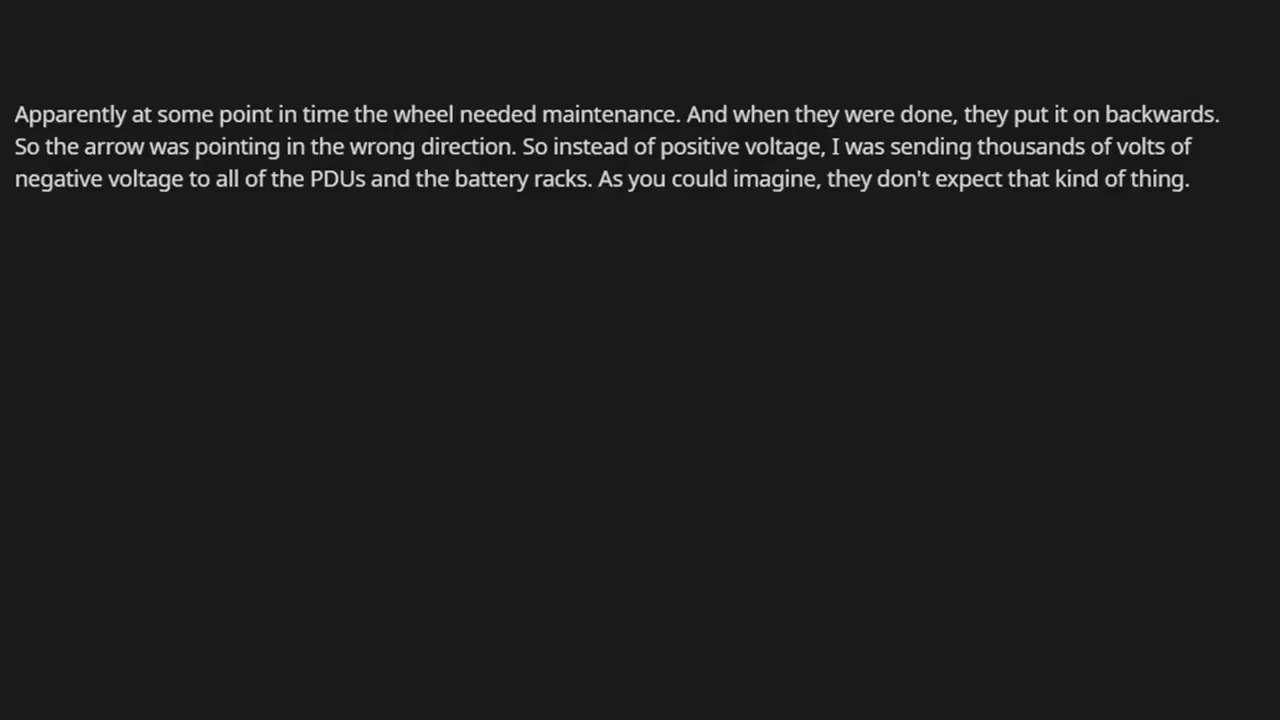 Apparently at some point in time the wheel needed maintenance. And when they were done, they put it on backwards.
So the arrow was pointing in the wrong direction. So instead of positive voltage, I was sending thousands of volts of
negative voltage to all of the PDUs and the battery racks. As you could imagine, they don't expect that kind of thing.